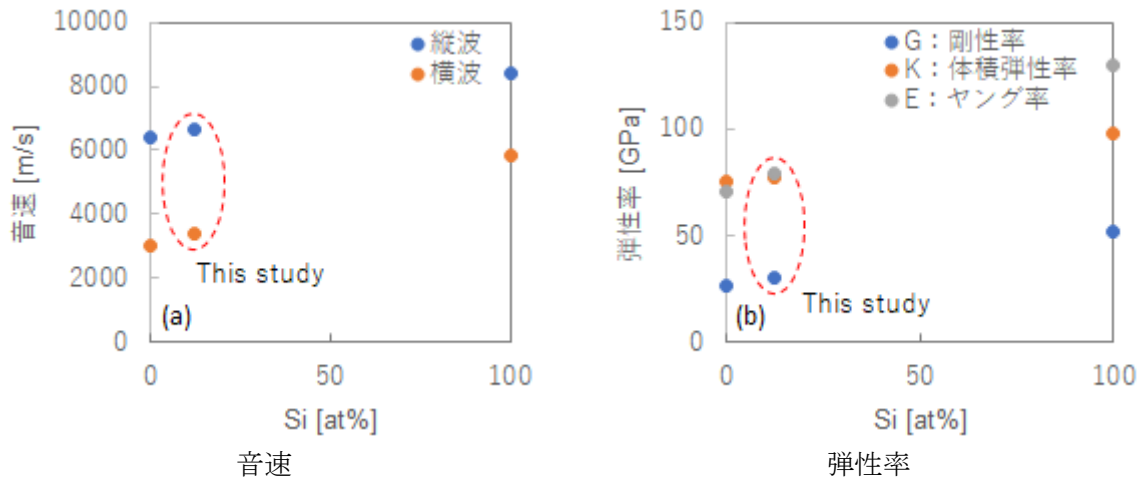 10000
8000
6000
4000
2000
0
音速 [m/s]
縦波
横波
This study
(a)
0 50 100
Si [at%]
音速
150
100
50
0
弾性率 [GPa]
G：剛性率
K：体積弾性率
E：ヤング率
This study
(b)
0 50 100
Si [at%]
弾性率